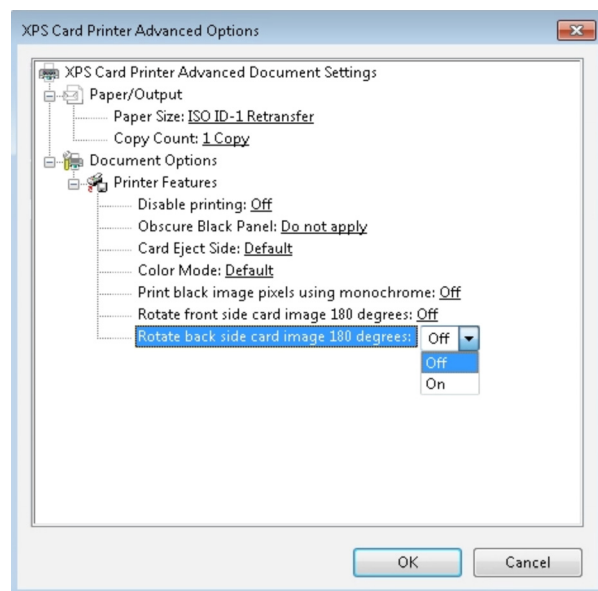 XPS Card Printer Advanced Options
XPS Card Printer Advanced Document Settings
Paper/Output
Paper Size: ISO ID-1 Retransfer
Copy Count: 1 Copy
Document Options
Printer Features
Disable printing: Off
Obscure Black Panel: Do not apply
Card Eject Side: Default
Color Mode: Default
Print black image pixels using monochrome: Off
Rotate front side card image 180 degrees: Off
Rotate back side card image 180 degrees: Off
Off
On
OK Cancel